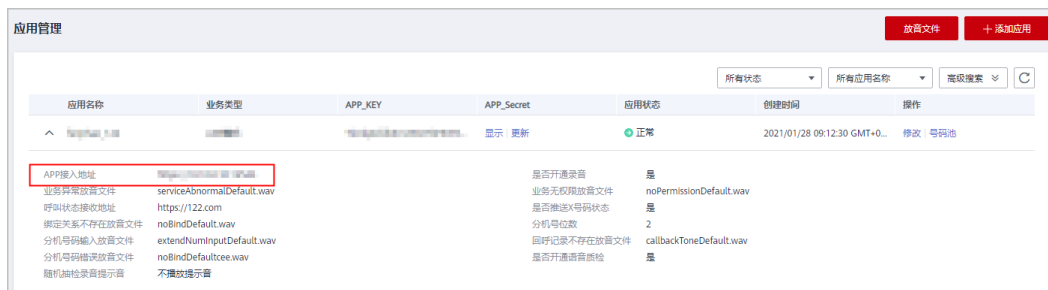 应用管理
放音文件
＋添加应用
所有状态
所有应用名称
高级搜索
应用名称 业务类型 APP_KEY APP_Secret 应用状态 创建时间 操作
显示 更新 正常 2021/01/28 09:12:30 GMT+0... 修改 号码池
APP接入地址 是否开通录音 是
业务异常放音文件 serviceAbnormalDefault.wav 业务无权限放音文件 noPermissionDefault.wav
呼叫状态接收地址 https://122.com 是否推送X号码状态 是
绑定关系不存在放音文件 noBindDefault.wav 分机号位数 2
分机号码输入放音文件 extendNumInputDefault.wav 回呼记录不存在放音文件 callbackToneDefault.wav
分机号码错误放音文件 noBindDefaultcee.wav 是否开通语音质检 是
随机抽检录音提示音 不播放提示音